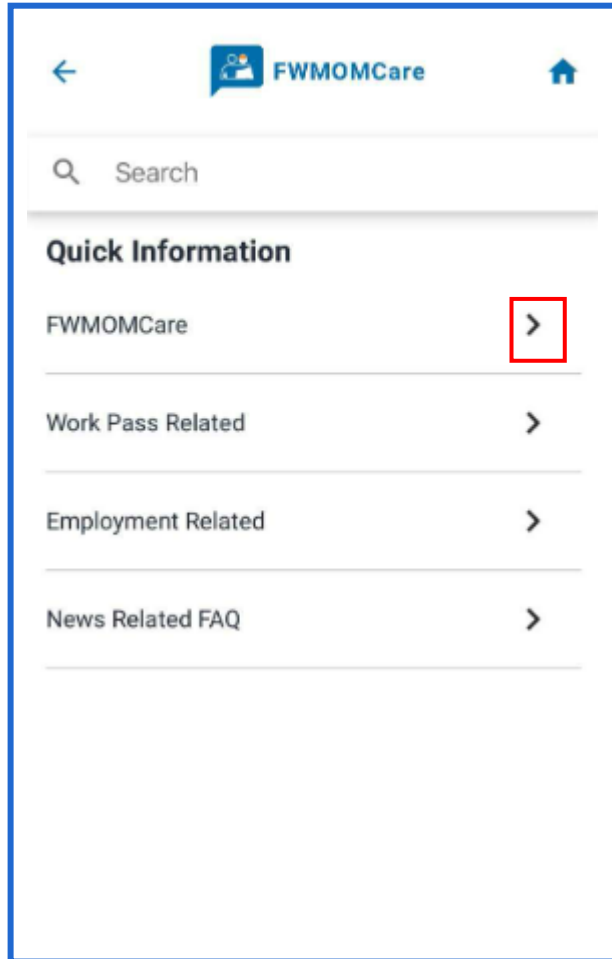 FWMOMCare
Search
Quick Information
FWMOMCare
Work Pass Related
Employment Related
News Related FAQ